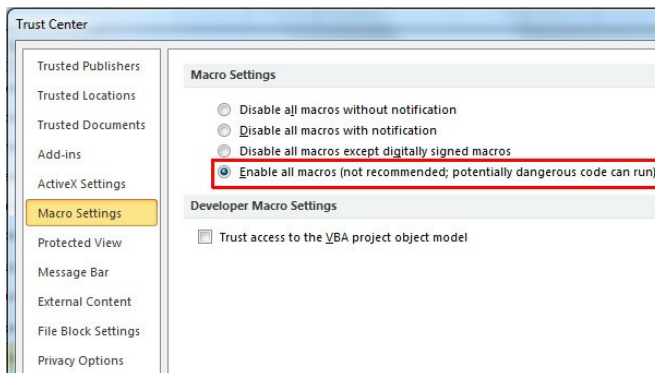 Trust Center
Trusted Publishers
Trusted Locations
Trusted Documents
Add-ins
ActiveX Settings
Macro Settings
Protected View
Message Bar
External Content
File Block Settings
Privacy Options
Macro Settings
Disable all macros without notification
Disable all macros with notification
Disable all macros except digitally signed macros
Enable all macros (not recommended; potentially dangerous code can run)
Developer Macro Settings
Trust access to the VBA project object model